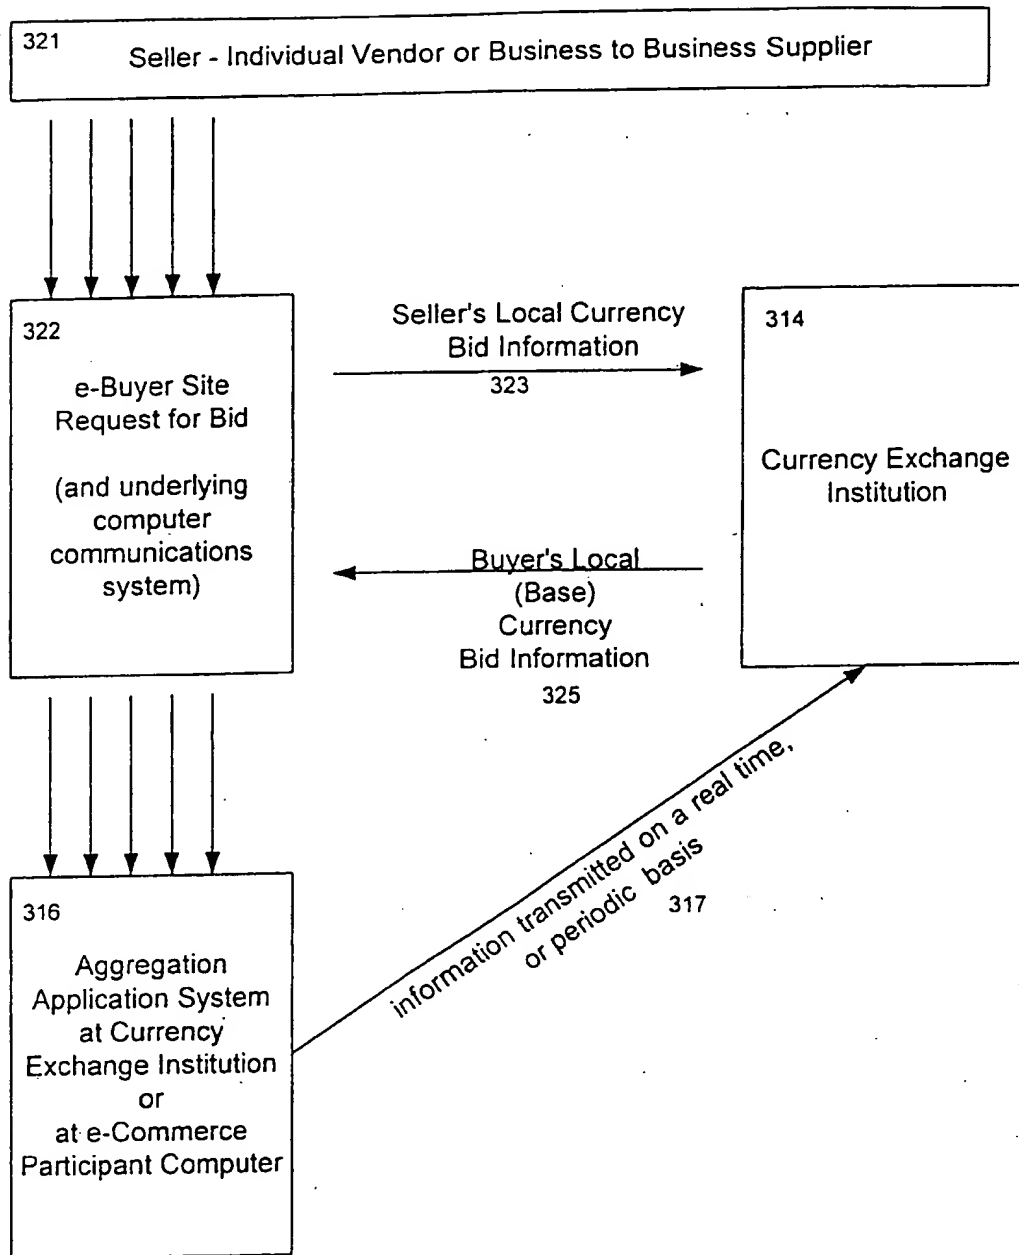 321
Seller - Individual Vendor or Business to Business Supplier
322
e-Buyer Site
Request for Bid
(and underlying
computer
communications
system)
Seller's Local Currency
Bid Information
323
Buyer's Local
(Base)
Currency
Bid Information
325
314
Currency Exchange
Institution
316
Aggregation
Application System
at Currency
Exchange Institution
or
at e-Commerce
Participant Computer
information transmitted on a real time,
or periodic basis
317